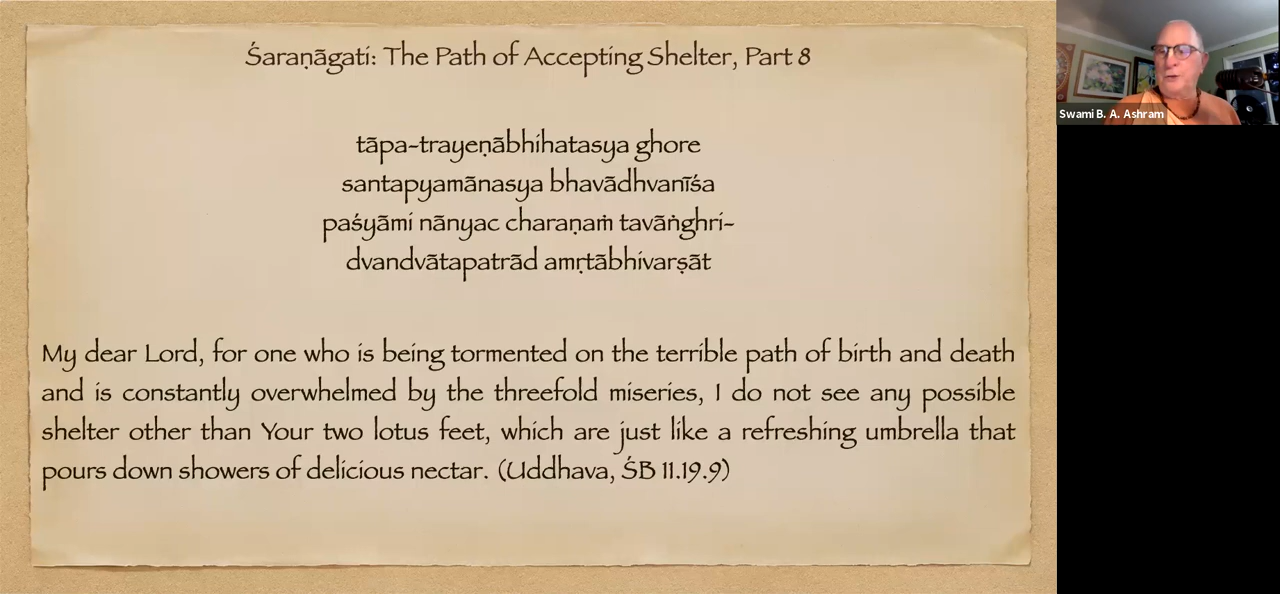 Śaraṇāgati: The Path of Accepting Shelter, Part 8
tāpa-trayeṇābhihatasya ghore
santapyamānasya bhavādhvanīśa
paśyāmi nānyac charaṇaṁ tavāṅghri-
dvandvātapatrād amṛtābhivarṣāt
My dear Lord, for one who is being tormented on the terrible path of birth and death
and is constantly overwhelmed by the threefold miseries, I do not see any possible
shelter other than Your two lotus feet, which are just like a refreshing umbrella that
pours down showers of delicious nectar. (Uddhava, ŚB 11.19.9)
Swami B. A. Ashram